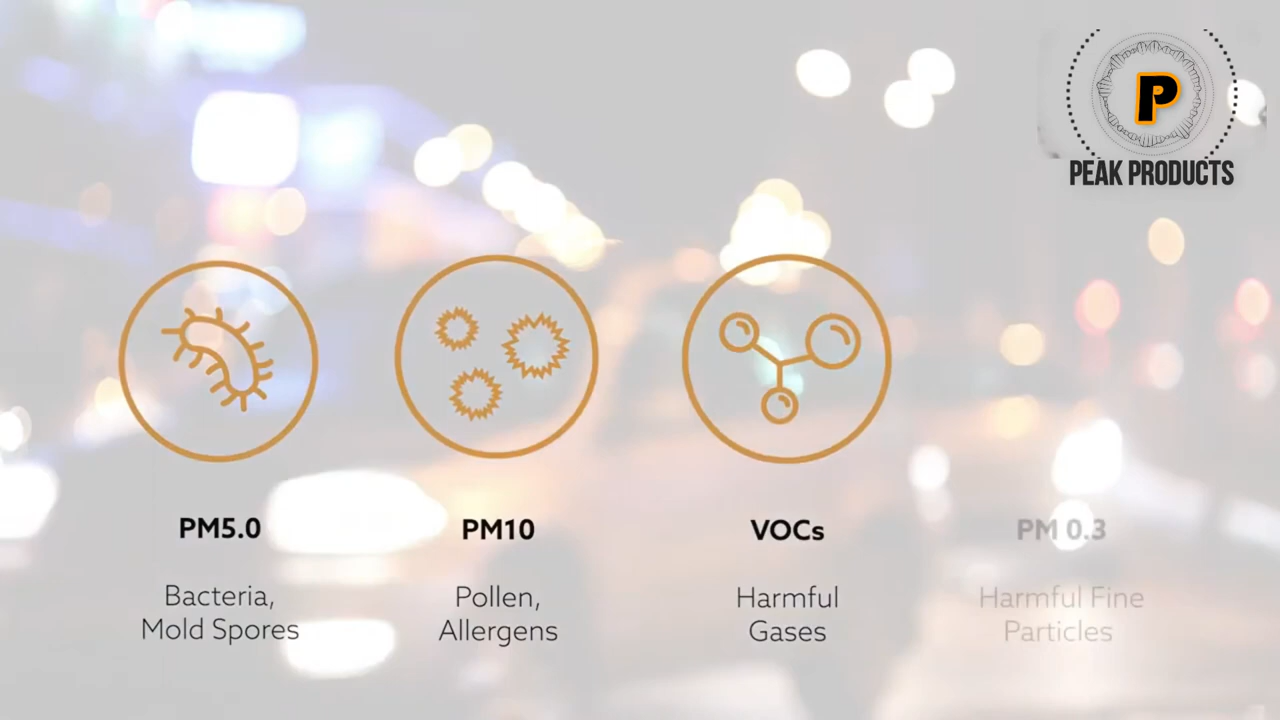 P
PEAK PRODUCTS
PM5.0
PM10
VOCs
PM 0.3
Bacteria,
Mold Spores
Pollen,
Allergens
Harmful
Gases
Harmful Fine
Particles